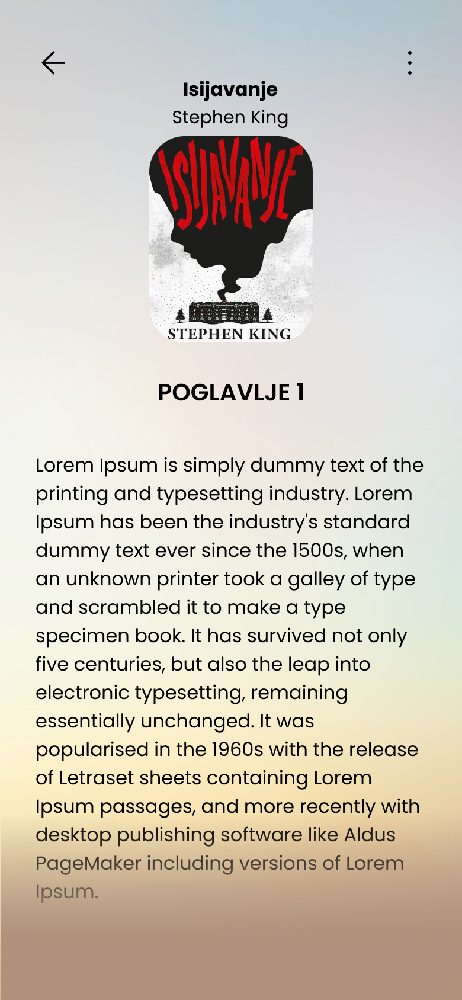 Isijavanje
Stephen King
ISIJAVANJE
STEPHEN KING
POGLAVLJE 1
Lorem Ipsum is simply dummy text of the
printing and typesetting industry. Lorem
Ipsum has been the industry's standard
dummy text ever since the 1500s, when
an unknown printer took a galley of type
and scrambled it to make a type
specimen book. It has survived not only
five centuries, but also the leap into
electronic typesetting, remaining
essentially unchanged. It was
popularised in the 1960s with the release
of Letraset sheets containing Lorem
Ipsum passages, and more recently with
desktop publishing software like Aldus
PageMaker including versions of Lorem
Ipsum.